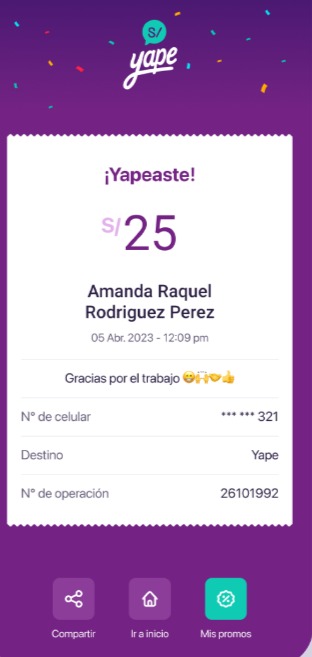 S/
yape
¡Yapeaste!
S/25
Amanda Raquel
Rodriguez Perez
05 Abr. 2023 - 12:09 pm
Gracias por el trabajo 😄🙌🤝👍
N° de celular *** *** 321
Destino Yape
N° de operación 26101992
Compartir Ir a inicio Mis promos